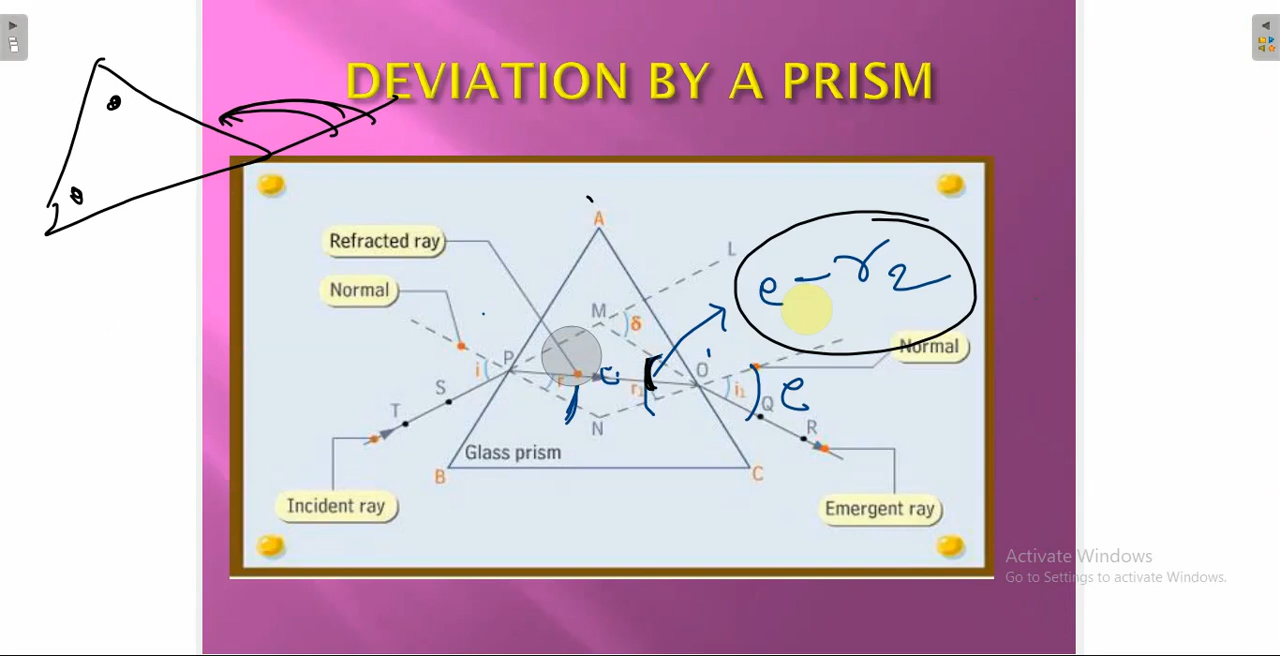 DEVIATION BY A PRISM
θ
θ
A
L
Refracted ray
Normal
e - r2
M
δ
Normal
P
O
i
r
r1
i1
e
S
Q
T
N
R
Glass prism
B
C
Incident ray
Emergent ray
Activate Windows
Go to Settings to activate Windows.